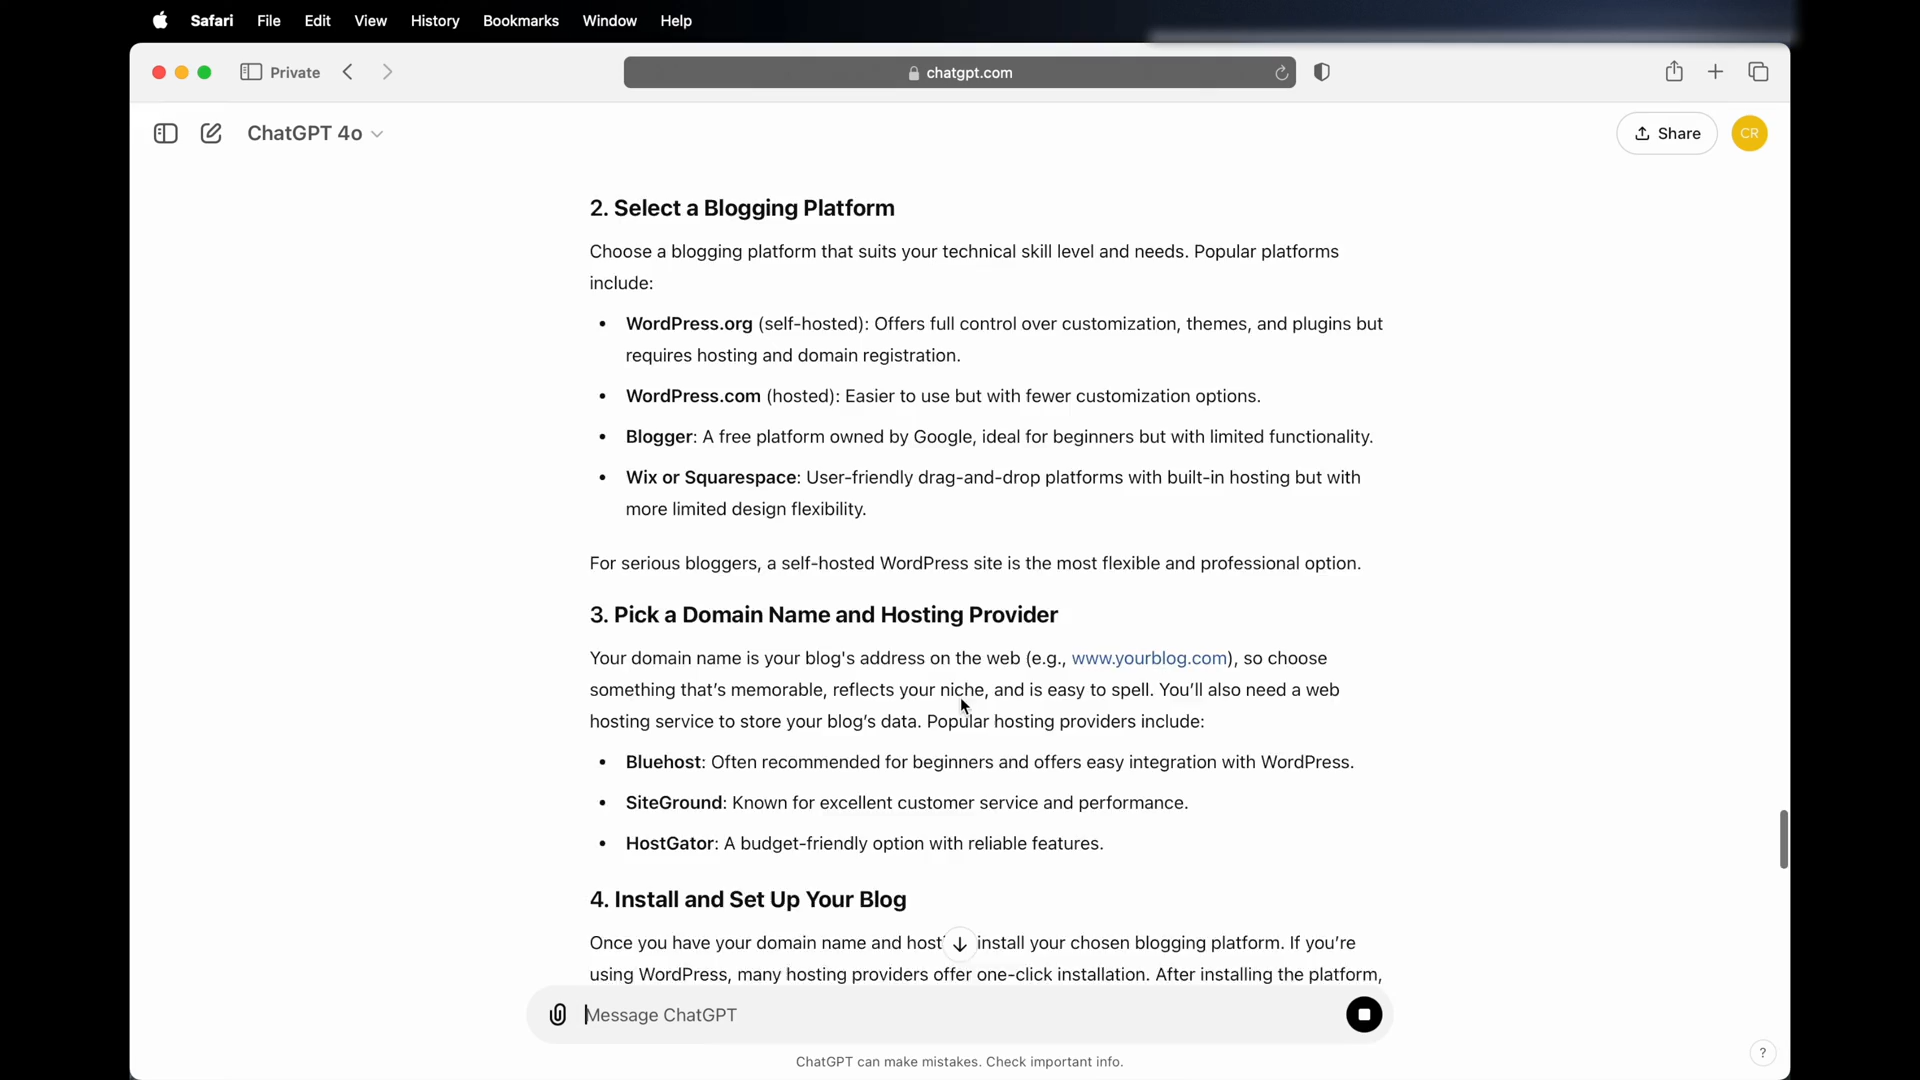 Safari File Edit View History Bookmarks Window Help
Private chatgpt.com
ChatGPT 4o Share CR
2. Select a Blogging Platform
Choose a blogging platform that suits your technical skill level and needs. Popular platforms
include:
• WordPress.org (self-hosted): Offers full control over customization, themes, and plugins but
requires hosting and domain registration.
• WordPress.com (hosted): Easier to use but with fewer customization options.
• Blogger: A free platform owned by Google, ideal for beginners but with limited functionality.
• Wix or Squarespace: User-friendly drag-and-drop platforms with built-in hosting but with
more limited design flexibility.
For serious bloggers, a self-hosted WordPress site is the most flexible and professional option.
3. Pick a Domain Name and Hosting Provider
Your domain name is your blog's address on the web (e.g., www.yourblog.com), so choose
something that’s memorable, reflects your niche, and is easy to spell. You’ll also need a web
hosting service to store your blog’s data. Popular hosting providers include:
• Bluehost: Often recommended for beginners and offers easy integration with WordPress.
• SiteGround: Known for excellent customer service and performance.
• HostGator: A budget-friendly option with reliable features.
4. Install and Set Up Your Blog
Once you have your domain name and host install your chosen blogging platform. If you’re
using WordPress, many hosting providers offer one-click installation. After installing the platform,
Message ChatGPT
ChatGPT can make mistakes. Check important info.
?